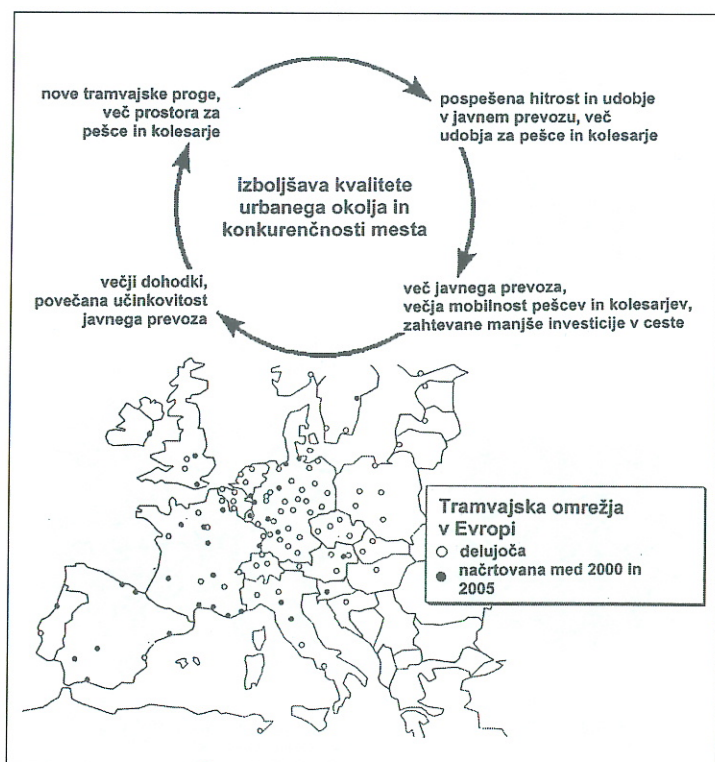 nove tramvajske proge,
več prostora za
pešce in kolesarje
pospešena hitrost in udobje
v javnem prevozu, več
udobja za pešce in kolesarje
izboljšava kvalitete
urbanega okolja in
konkurenčnosti mesta
večji dohodki,
povečana učinkovitost
javnega prevoza
več javnega prevoza,
večja mobilnost pešcev in kolesarjev,
zahtevane manjše investicije v ceste
Tramvajska omrežja
v Evropi
delujoča
načrtovana med 2000 in
2005